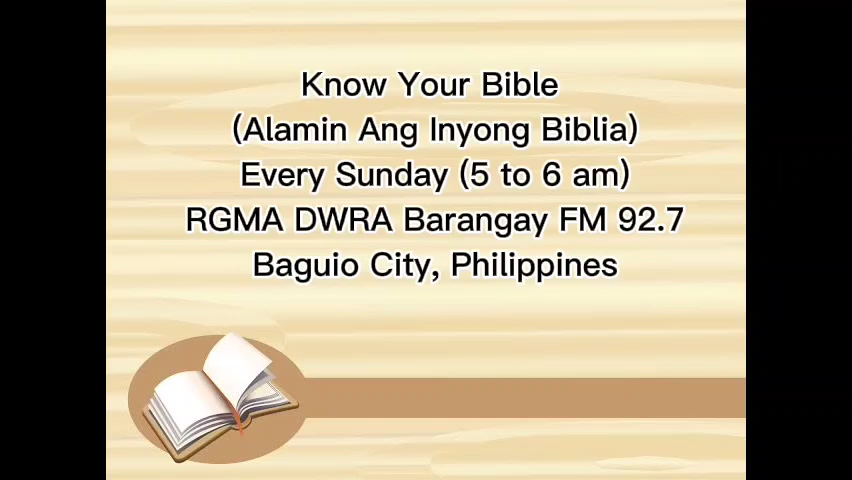 Know Your Bible
(Alamin Ang Inyong Biblia)
Every Sunday (5 to 6 am)
RGMA DWRA Barangay FM 92.7
Baguio City, Philippines